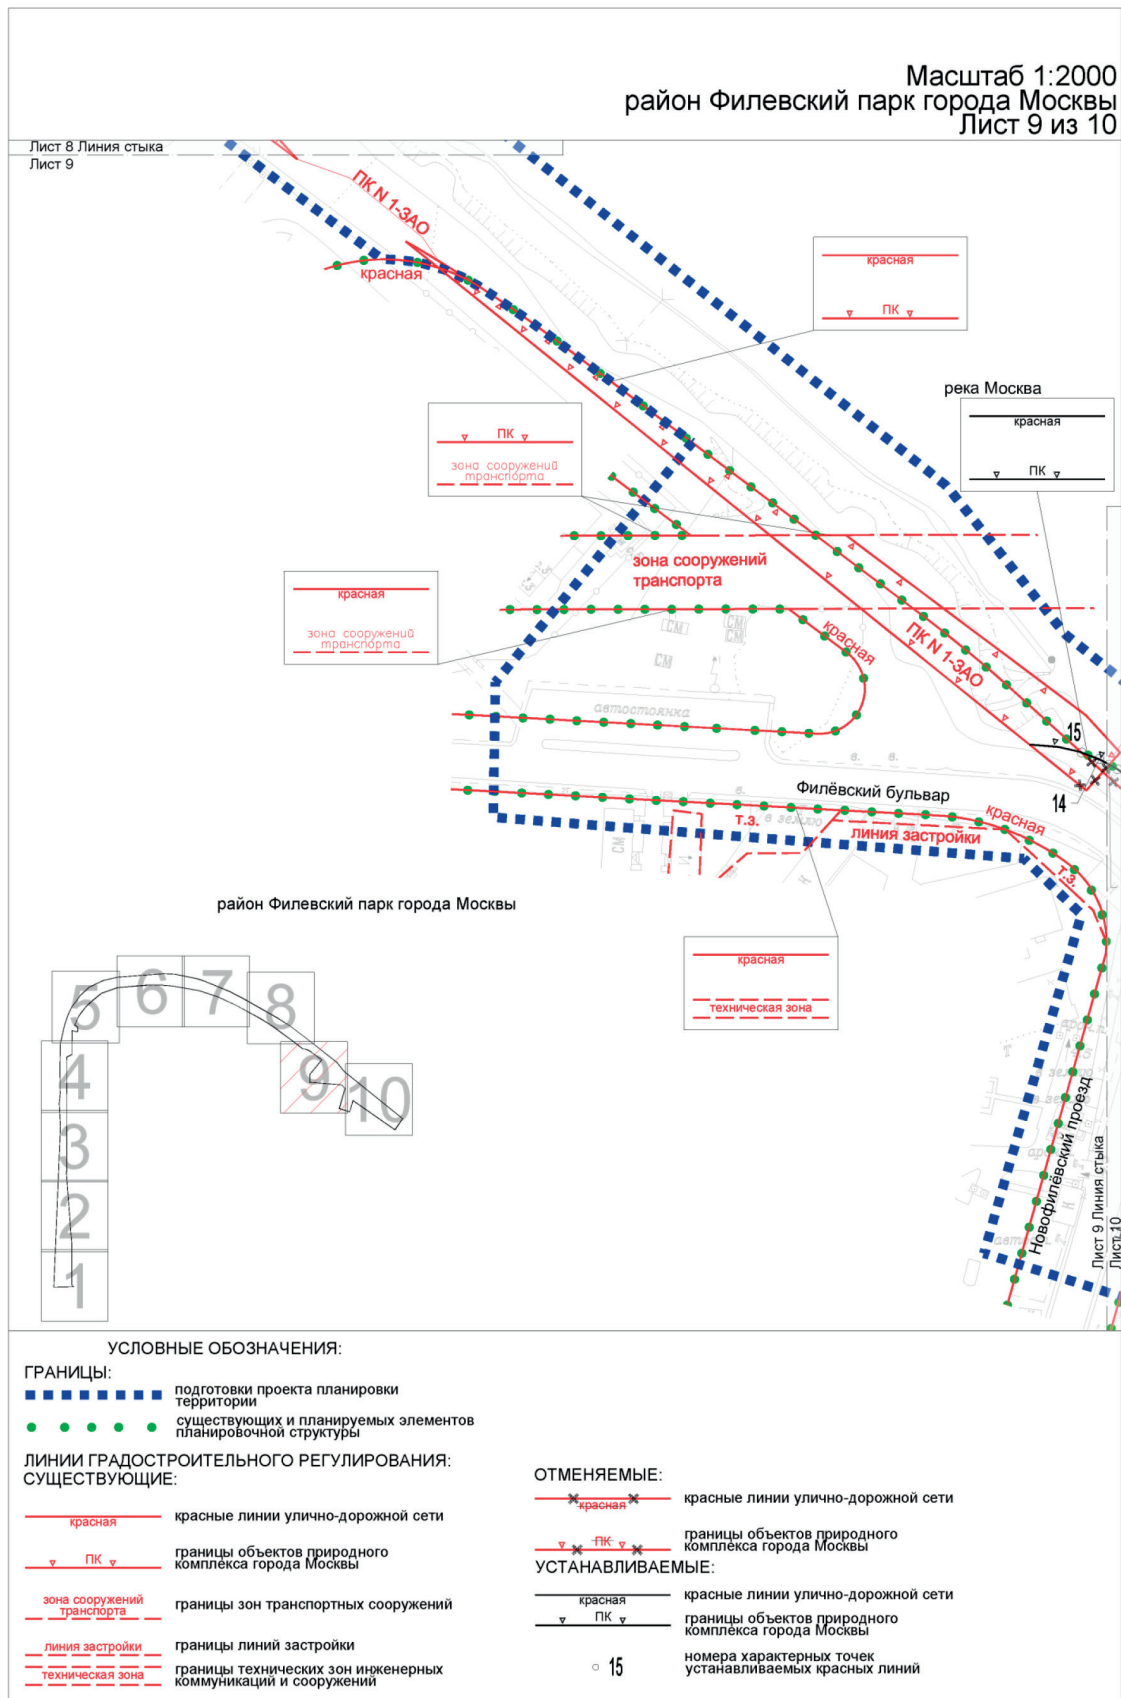 Масштаб 1:2000
район Филевский парк города Москвы
Лист 9 из 10
Лист 8 Линия стыка
Лист 9
ПК N 1-ЗАО
красная
красная
ПК
река Москва
красная
ПК
ПК
зона сооружений
транспорта
зона сооружений
транспорта
красная
зона сооружений
транспорта
СМ
СМ
СМ
СМ
красная
ПК N 1-ЗАО
автостоянка
15
14
в. в.
в.
Филёвский бульвар
красная
т.з.
в землю
линия застройки
СМ
т.з.
район Филевский парк города Москвы
красная
техническая зона
5
6
7
8
4
9
10
3
2
1
Новофилёвский проезд
Лист 9 Линия стыка
Лист 10
УСЛОВНЫЕ ОБОЗНАЧЕНИЯ:
ГРАНИЦЫ:
подготовки проекта планировки
территории
существующих и планируемых элементов
планировочной структуры
ЛИНИИ ГРАДОСТРОИТЕЛЬНОГО РЕГУЛИРОВАНИЯ:
СУЩЕСТВУЮЩИЕ:
красная
красные линии улично-дорожной сети
ПК
границы объектов природного
комплекса города Москвы
зона сооружений
транспорта
границы зон транспортных сооружений
линия застройки
границы линий застройки
техническая зона
границы технических зон инженерных
коммуникаций и сооружений
ОТМЕНЯЕМЫЕ:
красная
красные линии улично-дорожной сети
ПК
границы объектов природного
комплекса города Москвы
УСТАНАВЛИВАЕМЫЕ:
красная
красные линии улично-дорожной сети
ПК
границы объектов природного
комплекса города Москвы
15
номера характерных точек
устанавливаемых красных линий